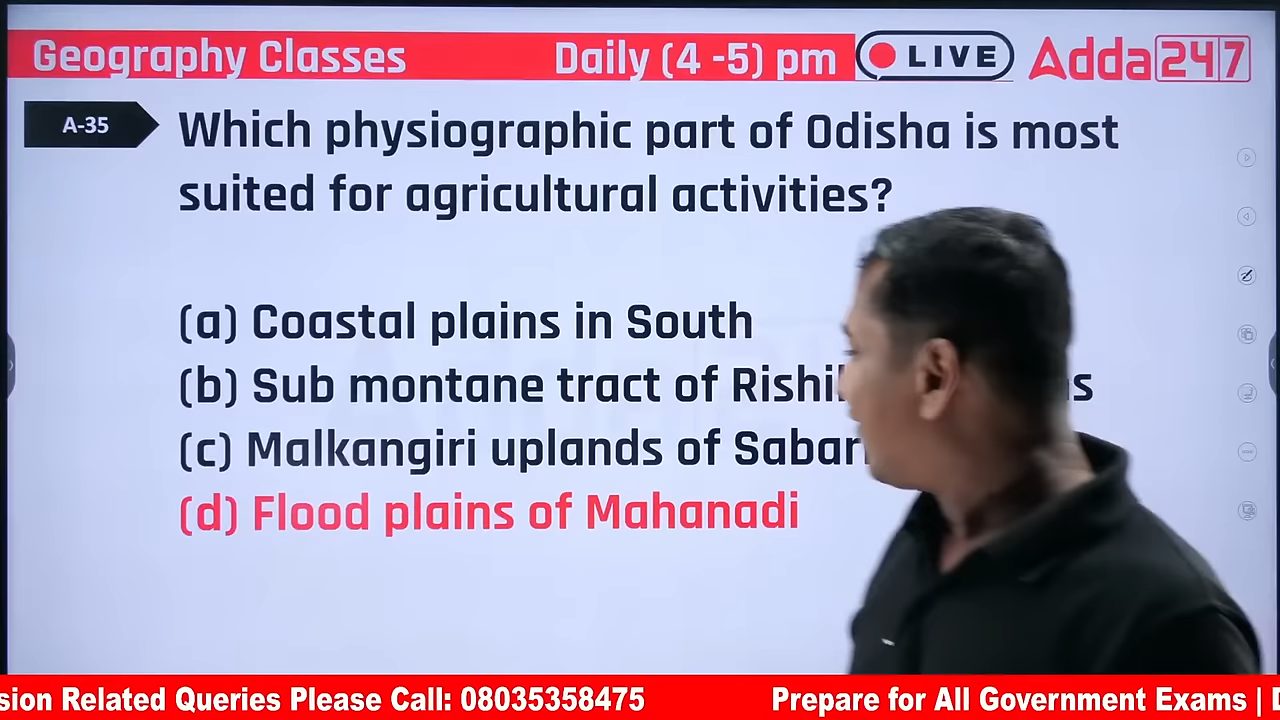 Geography Classes Daily (4 -5) pm LIVE Adda247
A-35
Which physiographic part of Odisha is most
suited for agricultural activities?
(a) Coastal plains in South
(b) Sub montane tract of
(c) Malkangiri uplands of
(d) Flood plains of Mahanadi
sion Related Queries Please Call: 08035358475 Prepare for All Government Exams |